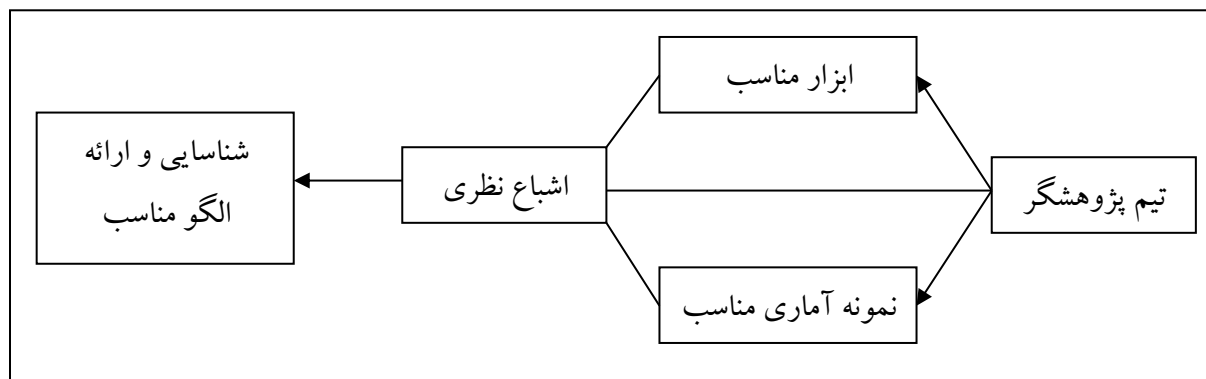 ابزار مناسب
شناسایی و ارائه
الگو مناسب
اشباع نظری
تیم پژوهشگر
نمونه آماری مناسب